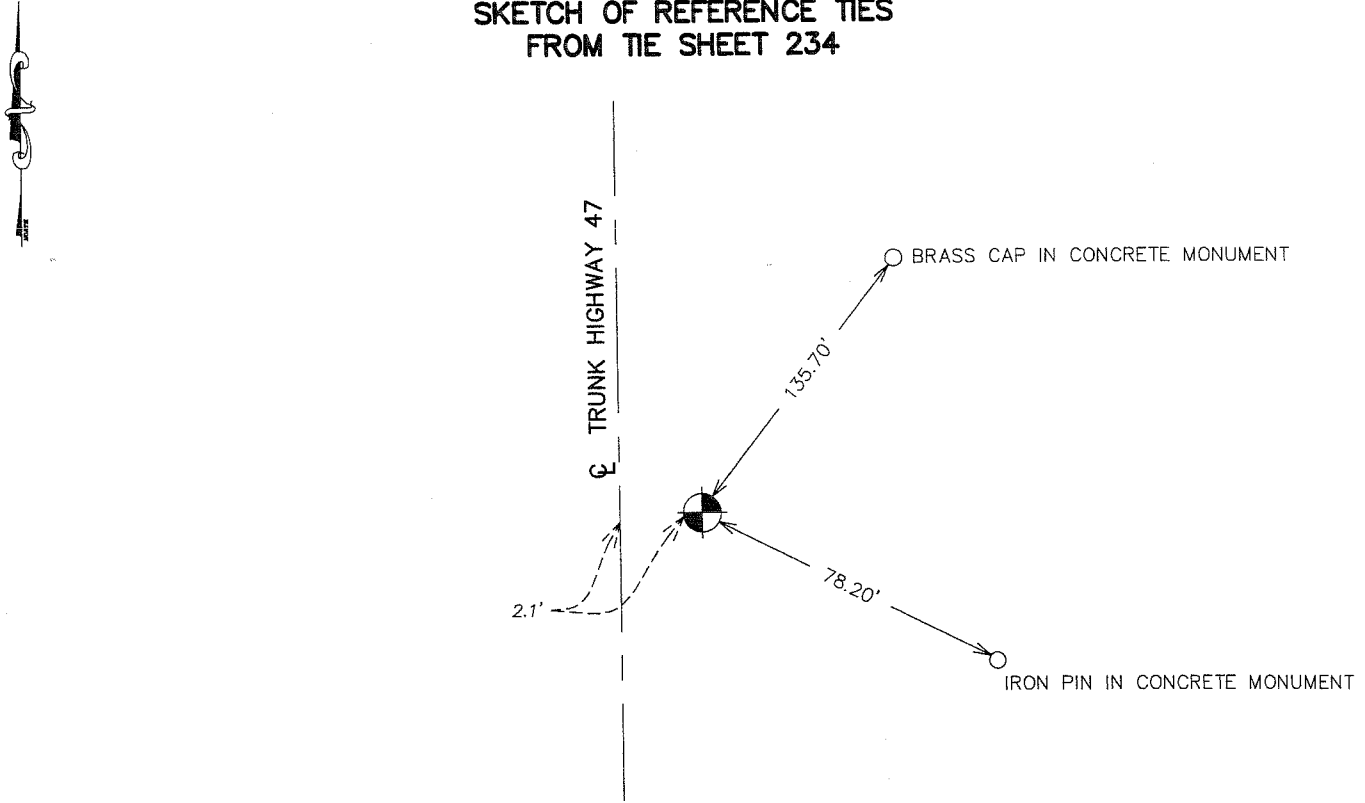 SKETCH OF REFERENCE TIES
FROM TIE SHEET 234
℄ TRUNK HIGHWAY 47
BRASS CAP IN CONCRETE MONUMENT
135.70'
78.20'
2.1'
IRON PIN IN CONCRETE MONUMENT